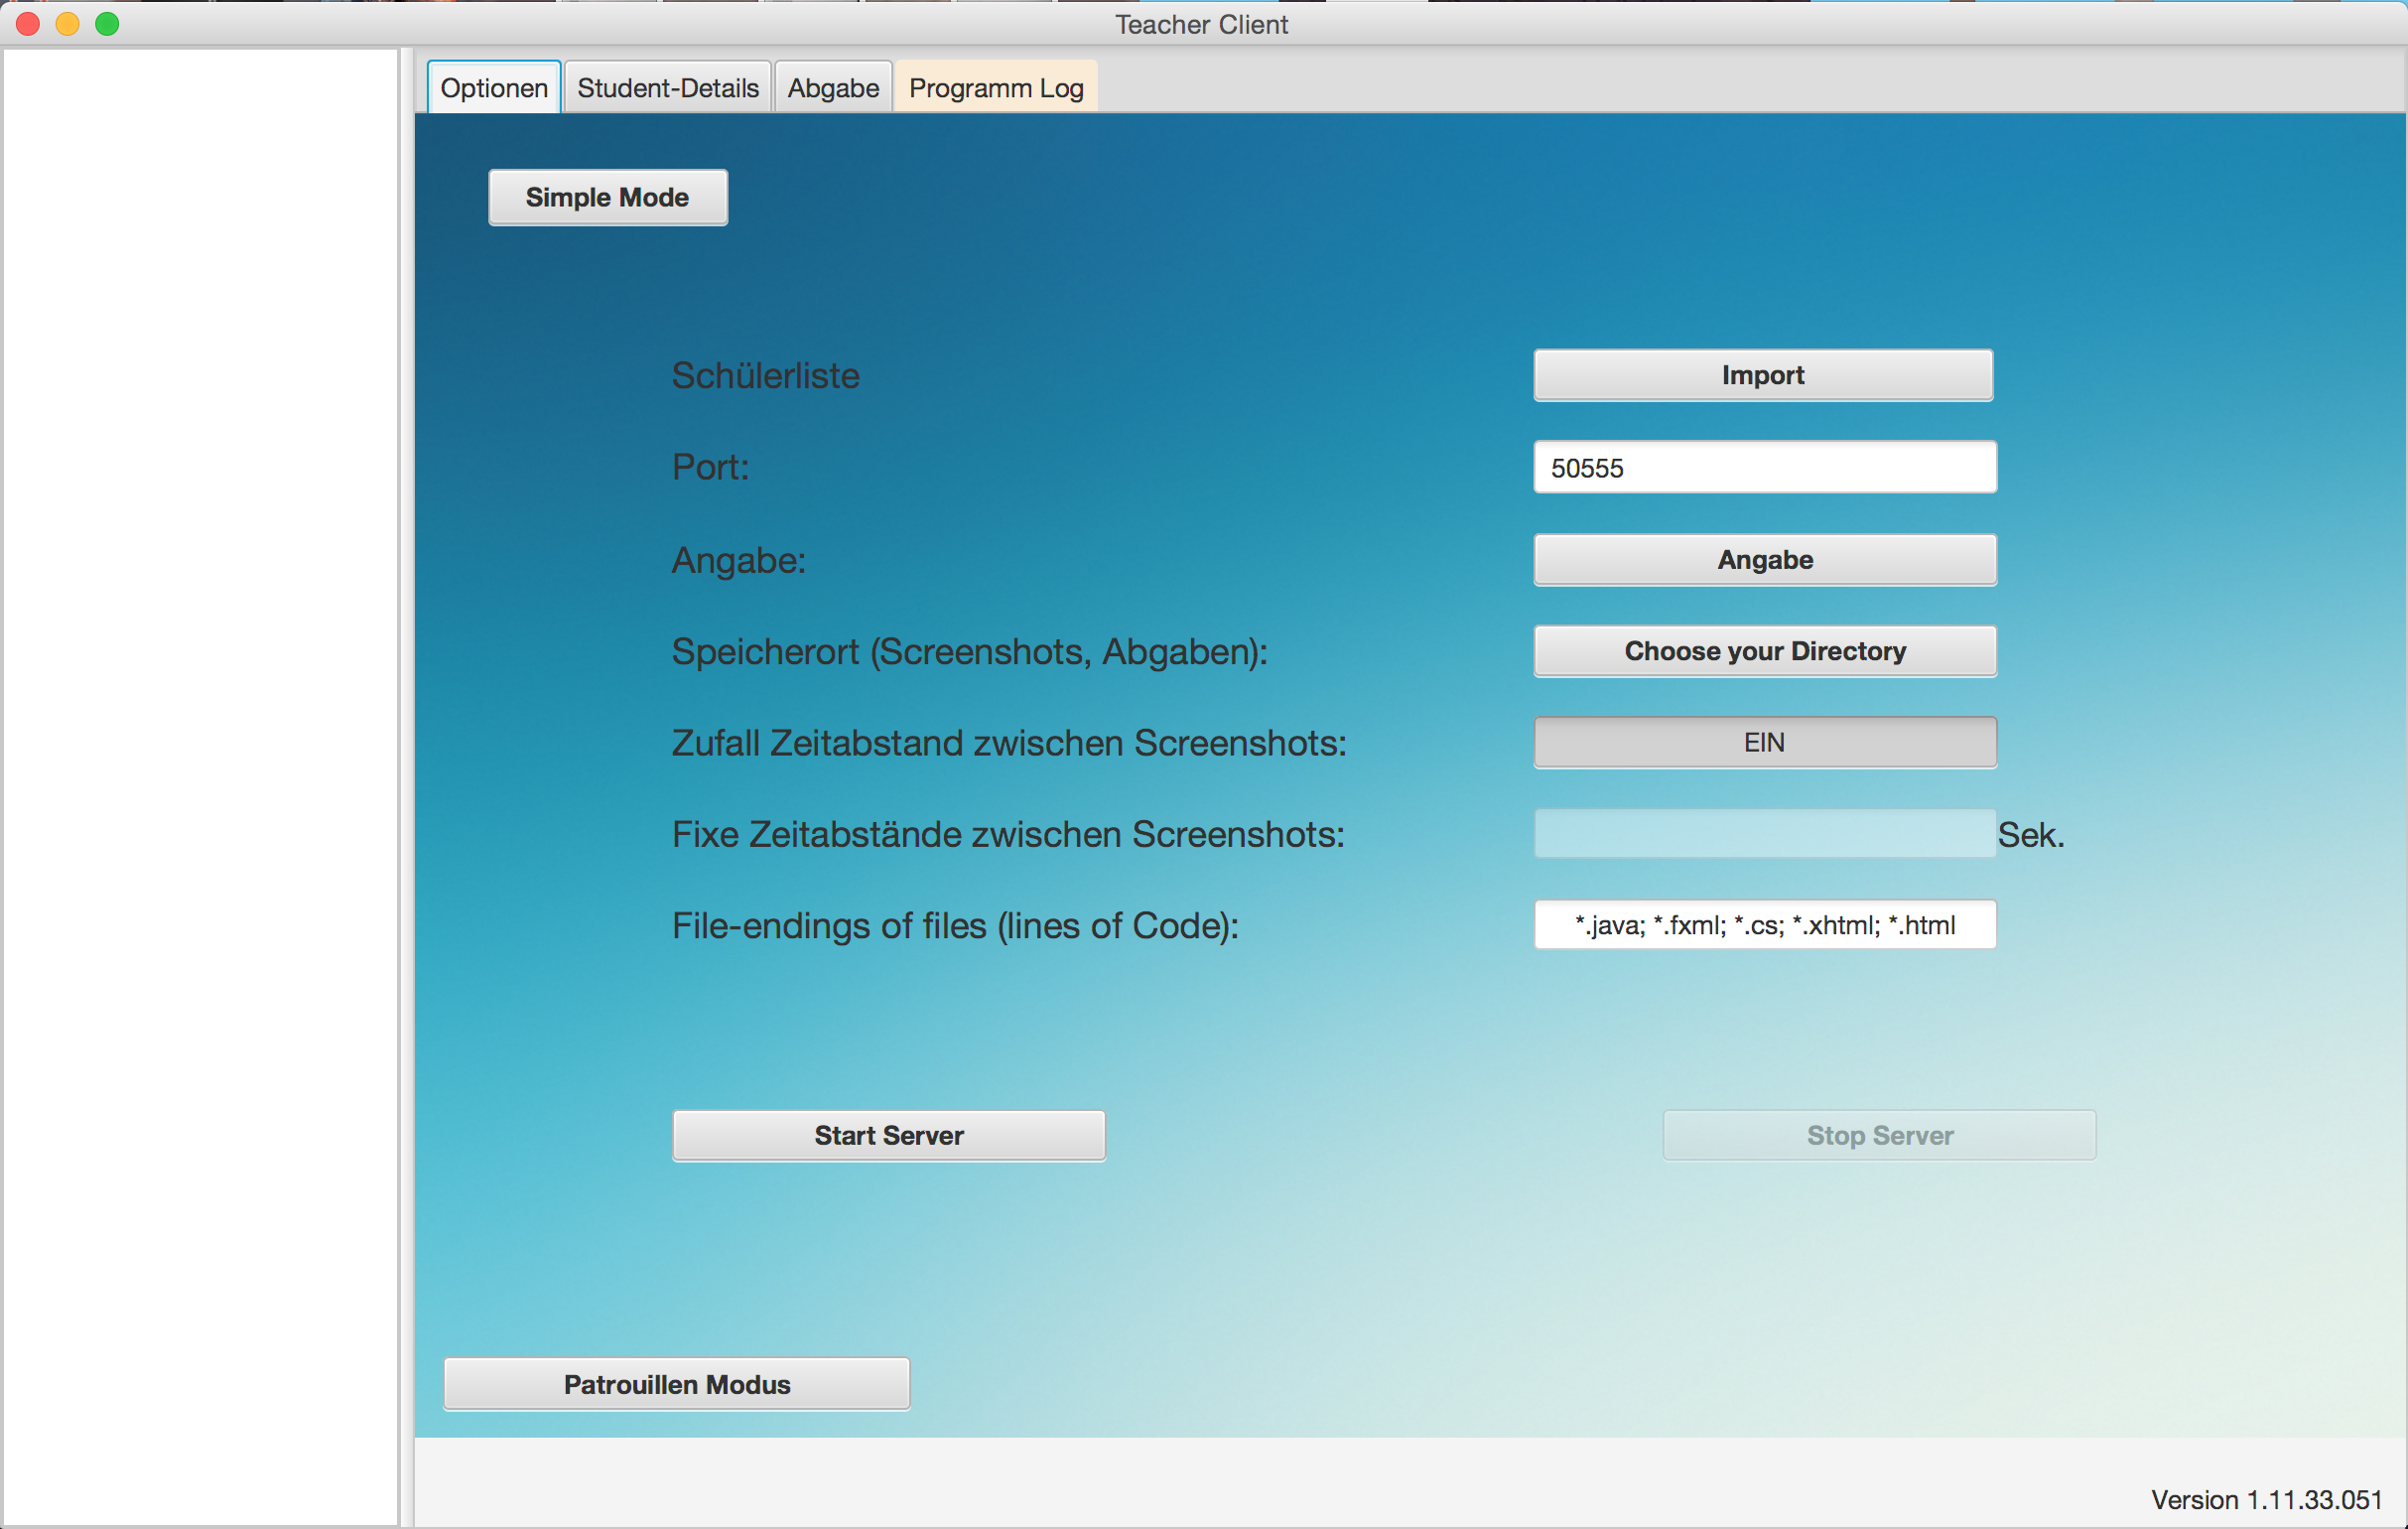 Teacher Client
Optionen Student-Details Abgabe Programm Log
Simple Mode
Schülerliste Import
Port: 50555
Angabe: Angabe
Speicherort (Screenshots, Abgaben): Choose your Directory
Zufall Zeitabstand zwischen Screenshots: EIN
Fixe Zeitabstände zwischen Screenshots: Sek.
File-endings of files (lines of Code): *.java; *.fxml; *.cs; *.xhtml; *.html
Start Server Stop Server
Patrouillen Modus
Version 1.11.33.051